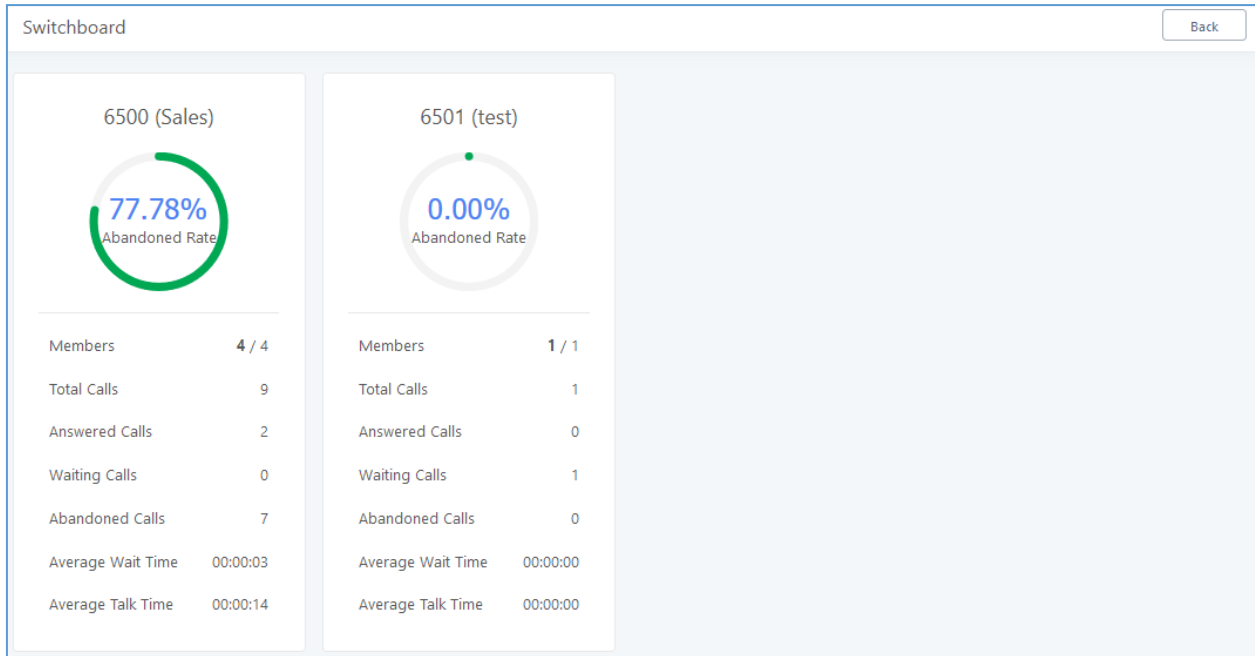 Switchboard
Back
6500 (Sales)
77.78%
Abandoned Rate
Members 4 / 4
Total Calls 9
Answered Calls 2
Waiting Calls 0
Abandoned Calls 7
Average Wait Time 00:00:03
Average Talk Time 00:00:14
6501 (test)
0.00%
Abandoned Rate
Members 1 / 1
Total Calls 1
Answered Calls 0
Waiting Calls 1
Abandoned Calls 0
Average Wait Time 00:00:00
Average Talk Time 00:00:00